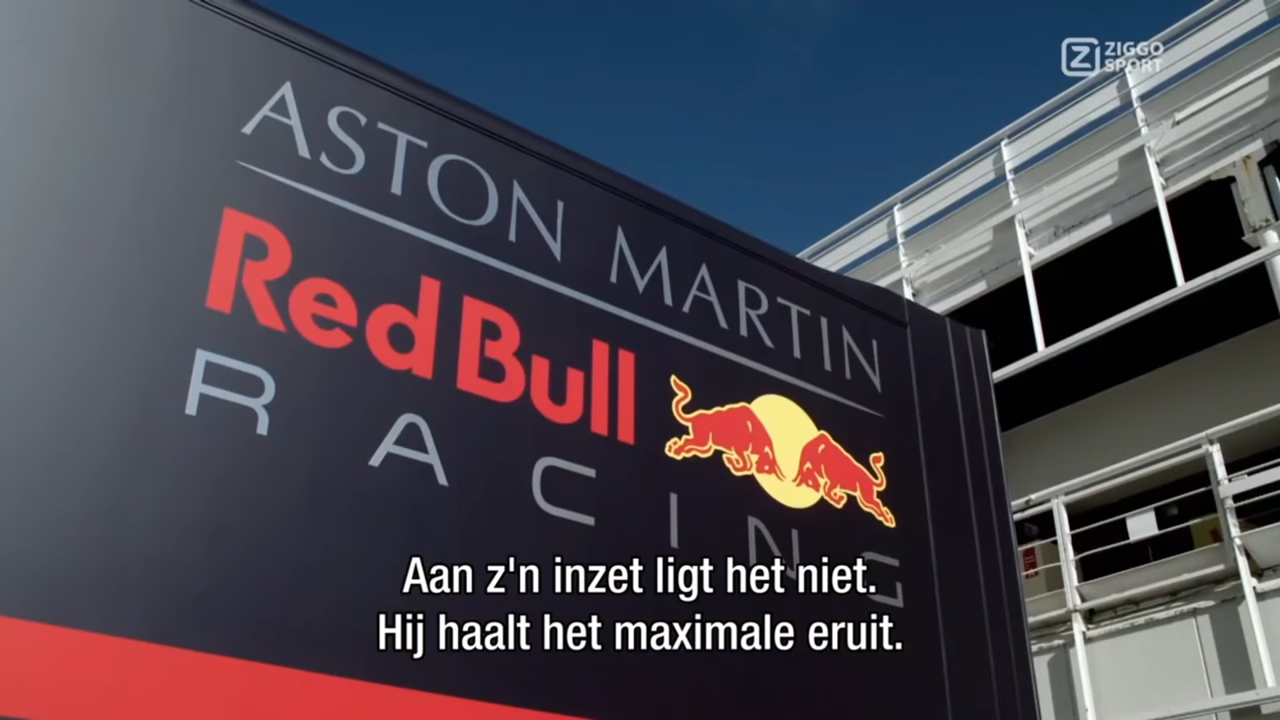 ZIGGO
SPORT
ASTON MARTIN
Red Bull
RACING
Aan z'n inzet ligt het niet.
Hij haalt het maximale eruit.